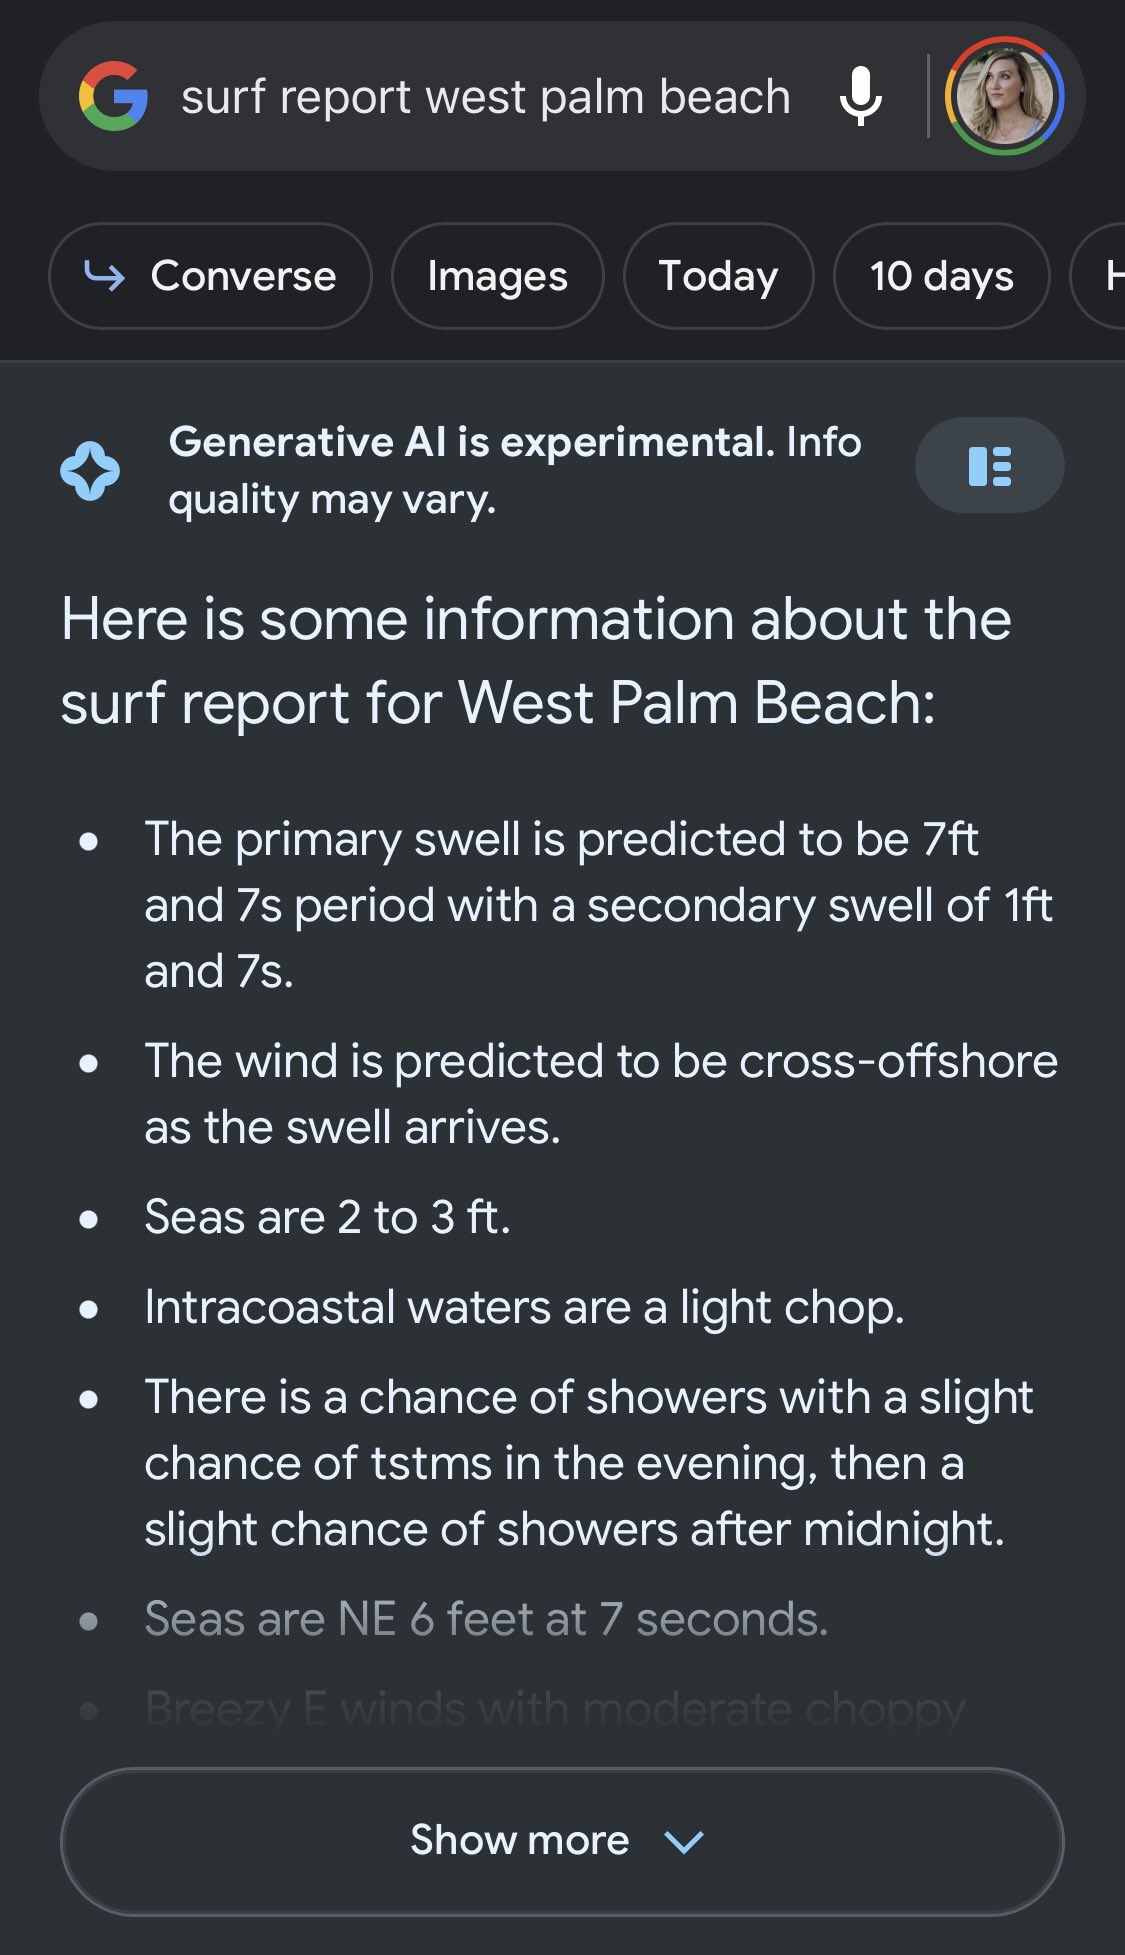 surf report west palm beach
Converse
Images
Today
10 days
H
Generative AI is experimental. Info
quality may vary.
Here is some information about the
surf report for West Palm Beach:
• The primary swell is predicted to be 7ft
and 7s period with a secondary swell of 1ft
and 7s.
• The wind is predicted to be cross-offshore
as the swell arrives.
• Seas are 2 to 3 ft.
• Intracoastal waters are a light chop.
• There is a chance of showers with a slight
chance of tstms in the evening, then a
slight chance of showers after midnight.
• Seas are NE 6 feet at 7 seconds.
• Breezy E winds with moderate choppy
Show more